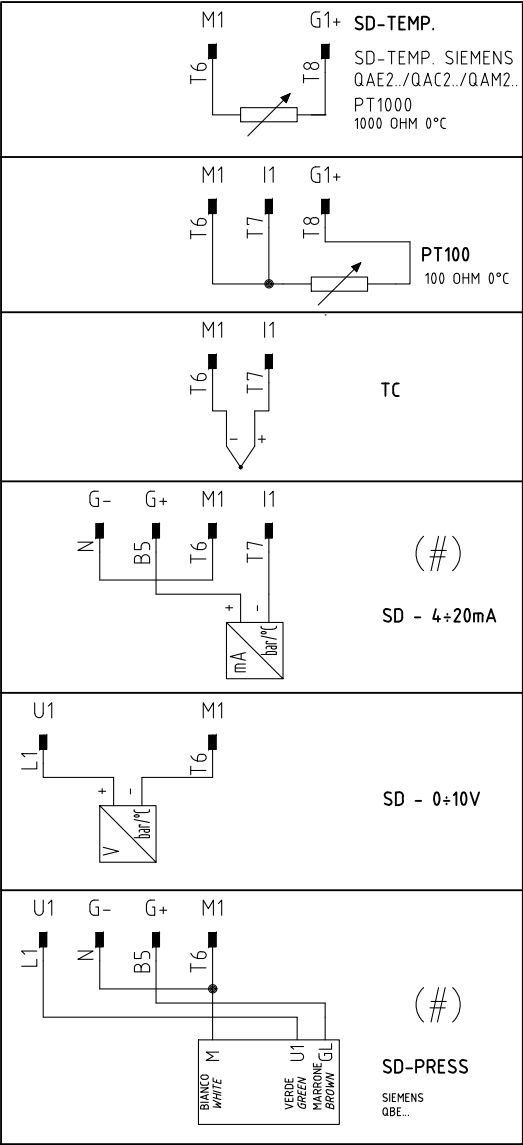 M1 G1+ SD-TEMP.
T6 T8 SD-TEMP. SIEMENS
QAE2../QAC2../QAM2..
PT1000
1000 OHM 0°C
M1 I1 G1+
T6 T7 T8
PT100
100 OHM 0°C
M1 I1
T6 T7
TC
- +
G- G+ M1 I1
N B5 T6 T7
(#)
+ -
mA bar/°C
SD - 4÷20mA
U1 M1
L1 T6
+ -
V bar/°C
SD - 0÷10V
U1 G- G+ M1
L1 N B5 T6
(#)
M U1 GL
BIANCO
WHITE
VERDE
GREEN
MARRONE
BROWN
SD-PRESS
SIEMENS
QBE...